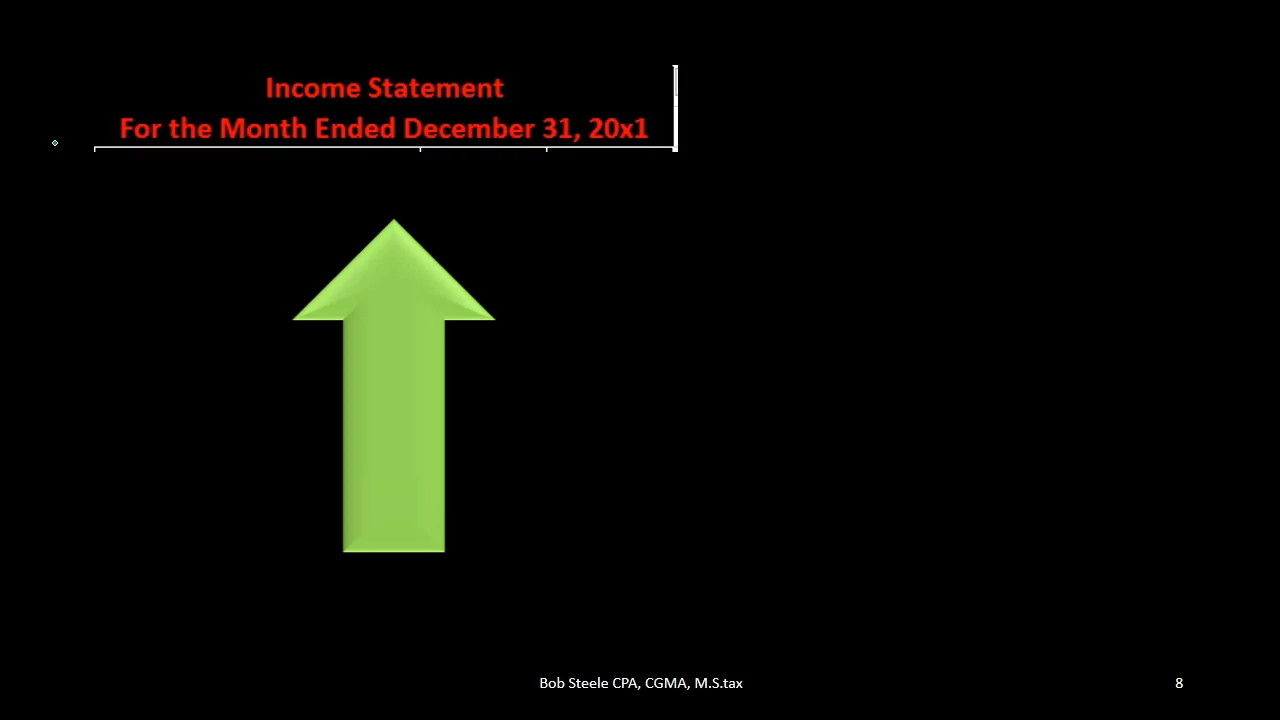 Income Statement
For the Month Ended December 31, 20x1
Bob Steele CPA, CGMA, M.S.tax
8